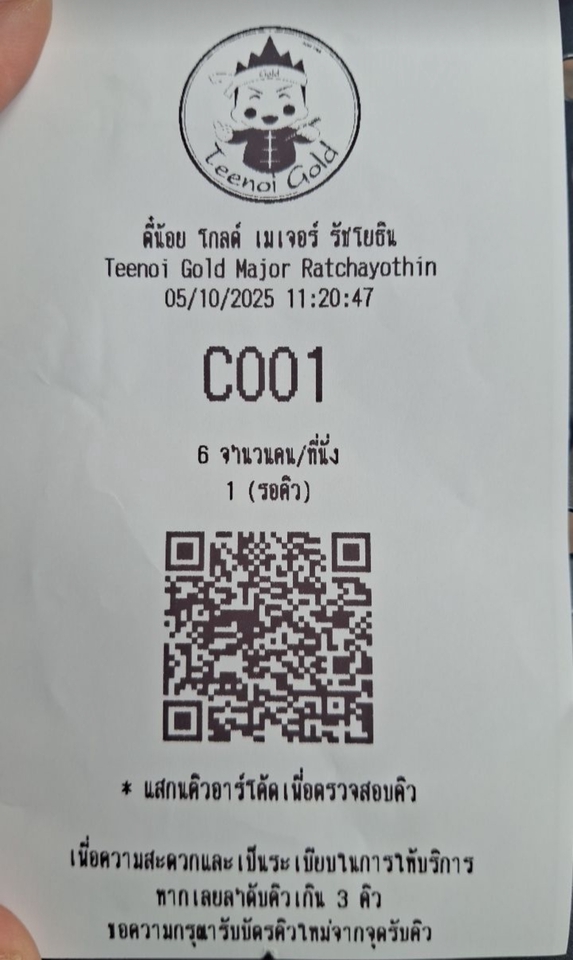 Gold
Teenoi Gold
ตี๋น้อย โกลด์ เมเจอร์ รัชโยธิน
Teenoi Gold Major Ratchayothin
05/10/2025 11:20:47
C001
6 จำนวนคน/ที่นั่ง
1 (รอคิว)
* แสกนคิวอาร์โค้ดเพื่อตรวจสอบคิว
เพื่อความสะดวกและเป็นระเบียบในการให้บริการ
หากเลยลำดับคิวเกิน 3 คิว
ขอความกรุณารับบัตรคิวใหม่จากจุดรับคิว